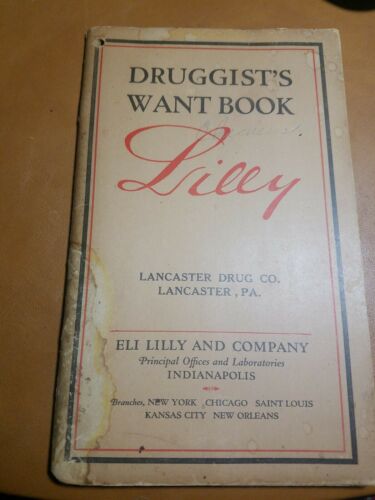 DRUGGIST'S
WANT BOOK
Lilly
LANCASTER DRUG CO.
LANCASTER, PA.
ELI LILLY AND COMPANY
Principal Offices and Laboratories
INDIANAPOLIS
Branches, NEW YORK CHICAGO SAINT LOUIS
KANSAS CITY NEW ORLEANS